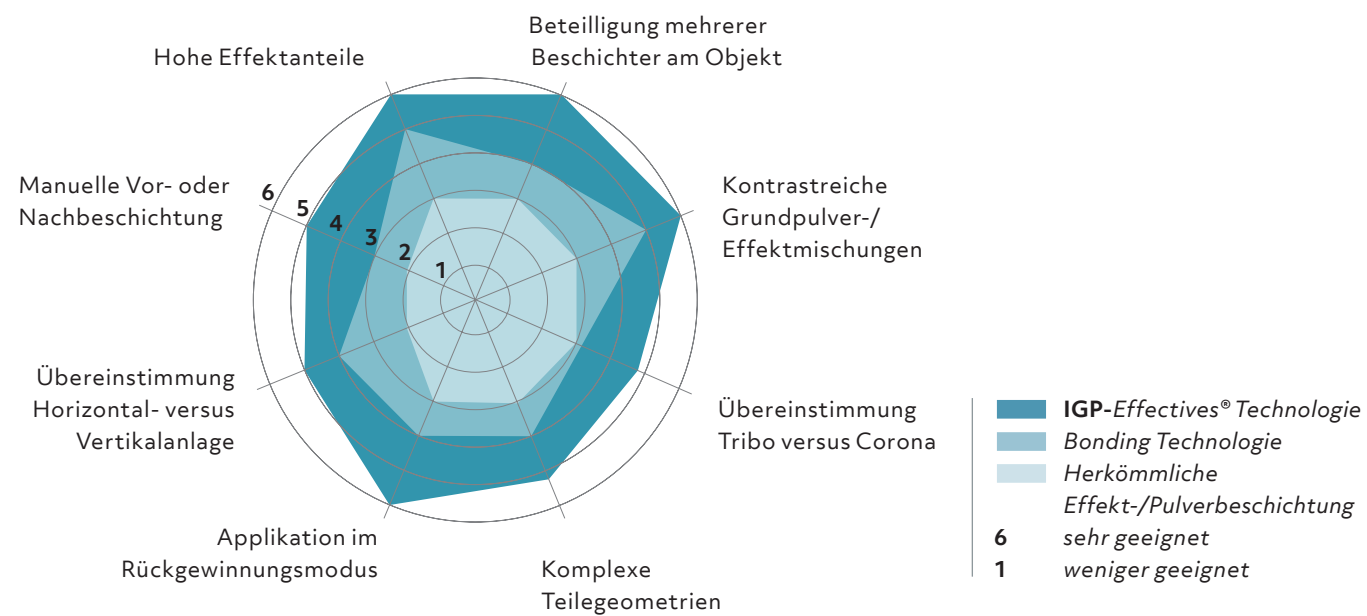 Beteilligung mehrerer
Beschichter am Objekt
Hohe Effektanteile
Manuelle Vor- oder
Nachbeschichtung
Kontrastreiche
Grundpulver-/
Effektmischungen
6
5
4
3
2
1
Übereinstimmung
Horizontal- versus
Vertikalanlage
Übereinstimmung
Tribo versus Corona
Applikation im
Rückgewinnungsmodus
Komplexe
Teilegeometrien
IGP-Effectives® Technologie
Bonding Technologie
Herkömmliche
Effekt-/Pulverbeschichtung
6 sehr geeignet
1 weniger geeignet